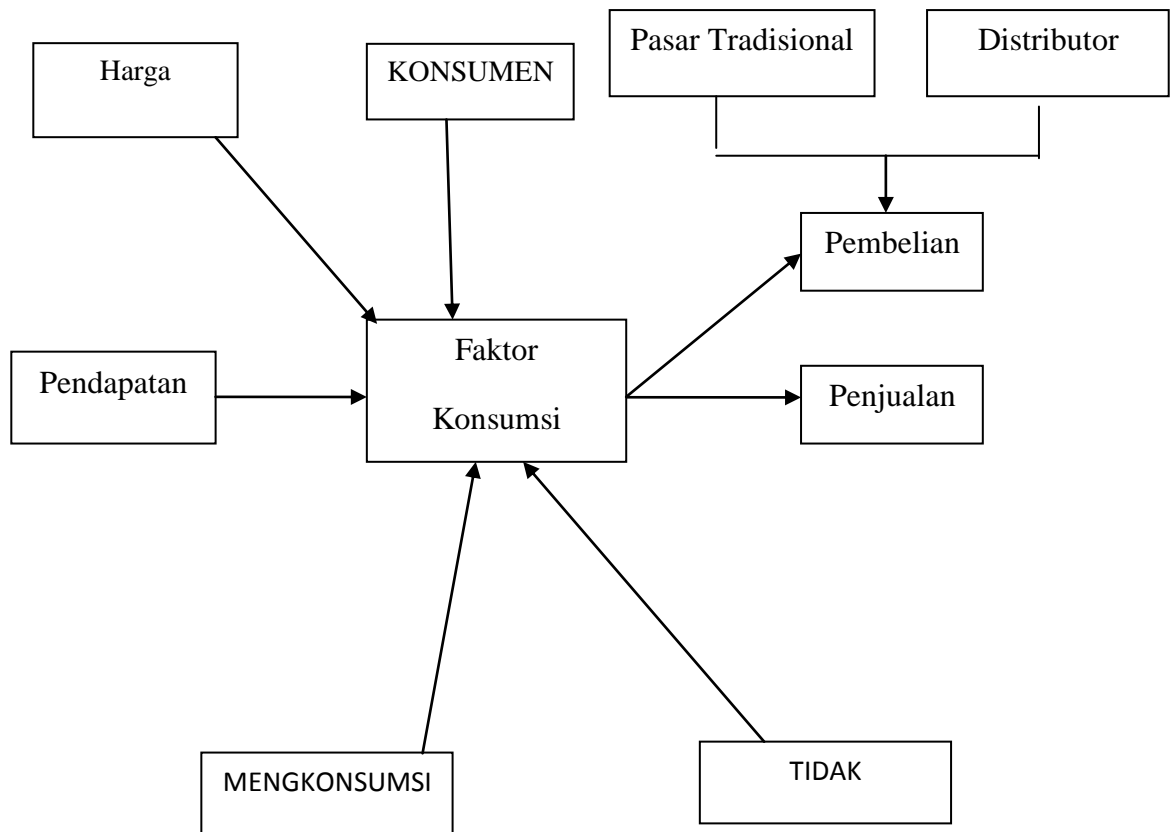 Pasar Tradisional
Distributor
Harga
KONSUMEN
Pembelian
Faktor
Konsumsi
Pendapatan
Penjualan
MENGKONSUMSI
TIDAK